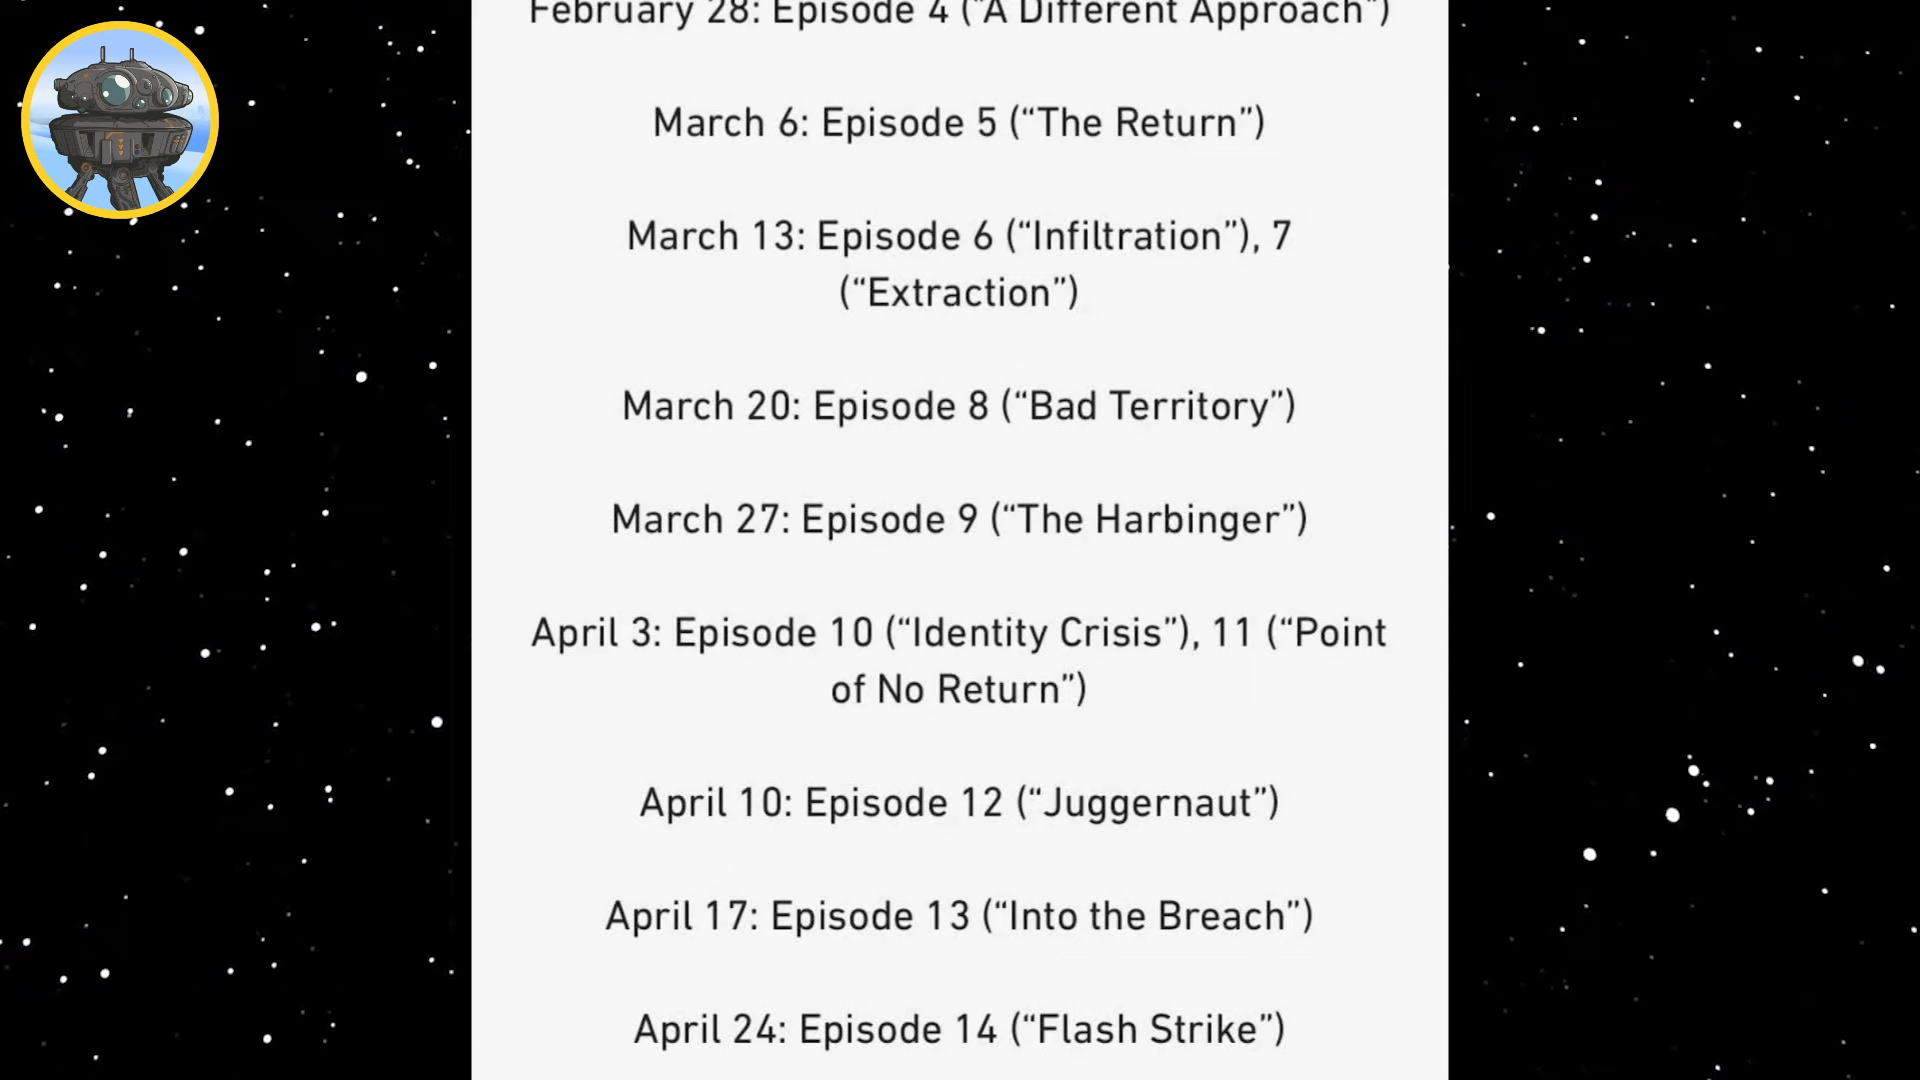 February 28: Episode 4 (“A Different Approach”)
March 6: Episode 5 (“The Return”)
March 13: Episode 6 (“Infiltration”), 7
(“Extraction”)
March 20: Episode 8 (“Bad Territory”)
March 27: Episode 9 (“The Harbinger”)
April 3: Episode 10 (“Identity Crisis”), 11 (“Point
of No Return”)
April 10: Episode 12 (“Juggernaut”)
April 17: Episode 13 (“Into the Breach”)
April 24: Episode 14 (“Flash Strike”)